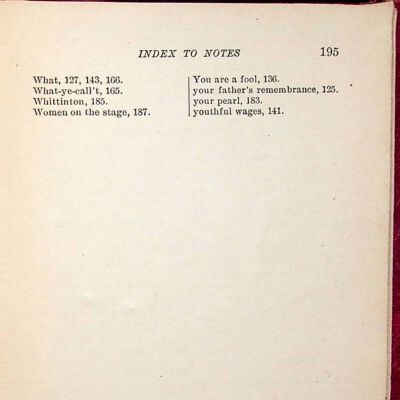 INDEX TO NOTES 195
What, 127, 143, 166.
What-ye-call't, 165.
Whittinton, 185.
Women on the stage, 187.
You are a fool, 136.
your father's remembrance, 125.
your pearl, 183.
youthful wages, 141.